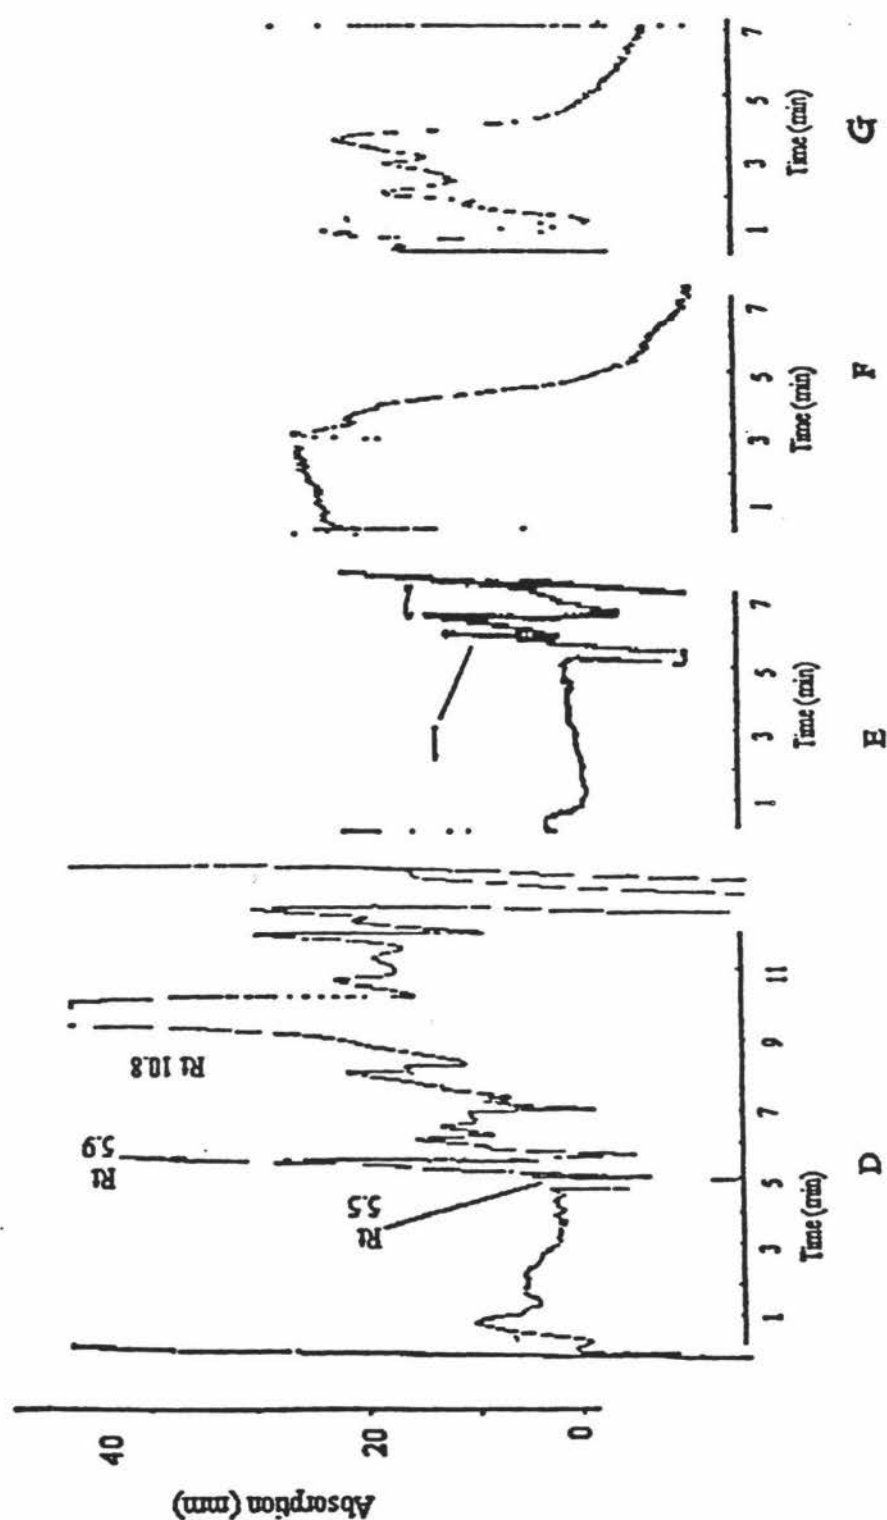 Absorption (mm)
40
20
0
Rt
5.5
Rt
5.9
Rt 10.8
1 3 5 7 9 11
Time (min)
D
1 3 5 7
Time (min)
E
1 3 5 7
Time (min)
F
1 3 5 7
Time (min)
G